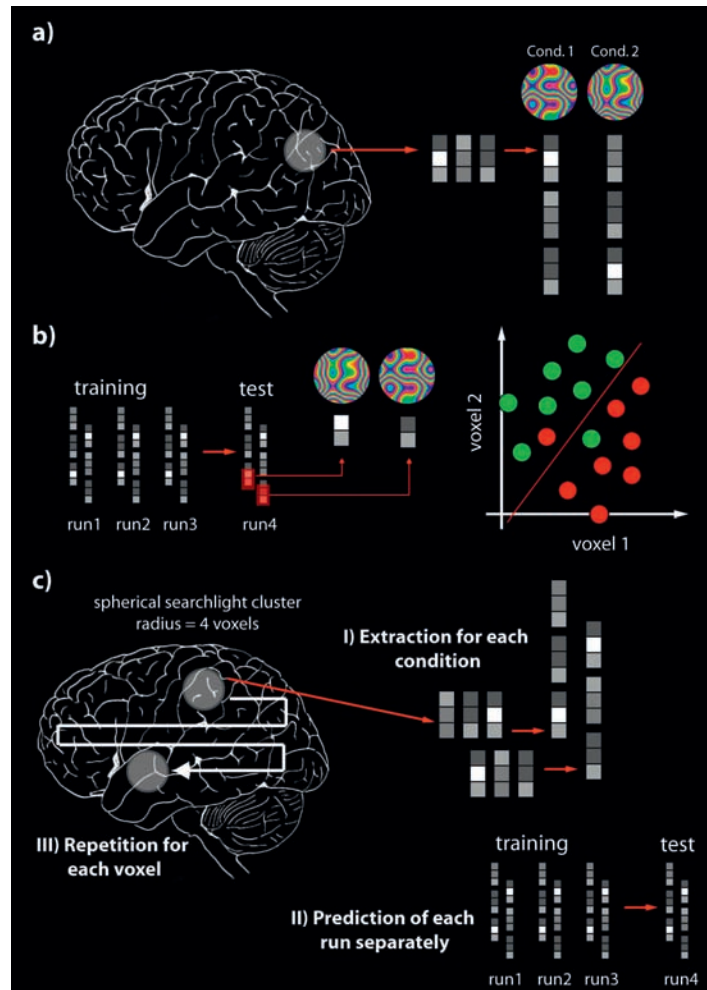 a)
Cond. 1 Cond. 2
b)
training test
run1 run2 run3 run4
voxel 2
voxel 1
c)
spherical searchlight cluster
radius = 4 voxels
I) Extraction for each
condition
III) Repetition for
each voxel
training test
II) Prediction of each
run separately
run1 run2 run3 run4